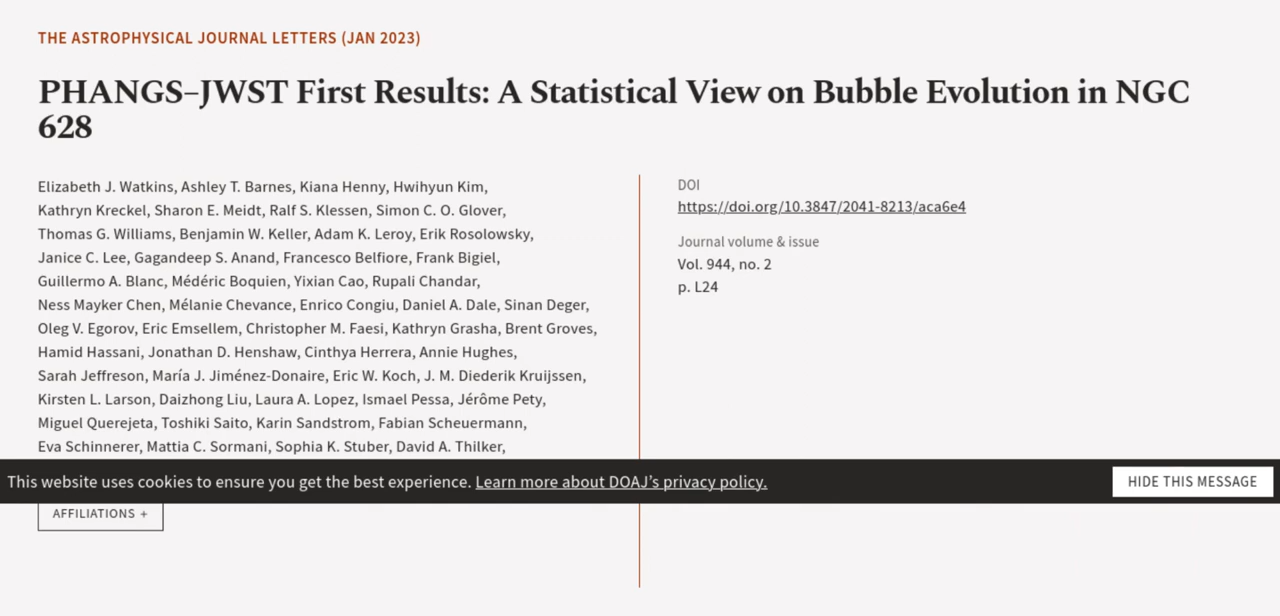 THE ASTROPHYSICAL JOURNAL LETTERS (JAN 2023)
PHANGS–JWST First Results: A Statistical View on Bubble Evolution in NGC
628
Elizabeth J. Watkins, Ashley T. Barnes, Kiana Henny, Hwihyun Kim,
Kathryn Kreckel, Sharon E. Meidt, Ralf S. Klessen, Simon C. O. Glover,
Thomas G. Williams, Benjamin W. Keller, Adam K. Leroy, Erik Rosolowsky,
Janice C. Lee, Gagandeep S. Anand, Francesco Belfiore, Frank Bigiel,
Guillermo A. Blanc, Médéric Boquien, Yixian Cao, Rupali Chandar,
Ness Mayker Chen, Mélanie Chevance, Enrico Congiu, Daniel A. Dale, Sinan Deger,
Oleg V. Egorov, Eric Emsellem, Christopher M. Faesi, Kathryn Grasha, Brent Groves,
Hamid Hassani, Jonathan D. Henshaw, Cinthya Herrera, Annie Hughes,
Sarah Jeffreson, María J. Jiménez-Donaire, Eric W. Koch, J. M. Diederik Kruijssen,
Kirsten L. Larson, Daizhong Liu, Laura A. Lopez, Ismael Pessa, Jérôme Pety,
Miguel Querejeta, Toshiki Saito, Karin Sandstrom, Fabian Scheuermann,
Eva Schinnerer, Mattia C. Sormani, Sophia K. Stuber, David A. Thilker,
DOI
https://doi.org/10.3847/2041-8213/aca6e4
Journal volume & issue
Vol. 944, no. 2
p. L24
This website uses cookies to ensure you get the best experience. Learn more about DOAJ's privacy policy.
HIDE THIS MESSAGE
AFFILIATIONS +